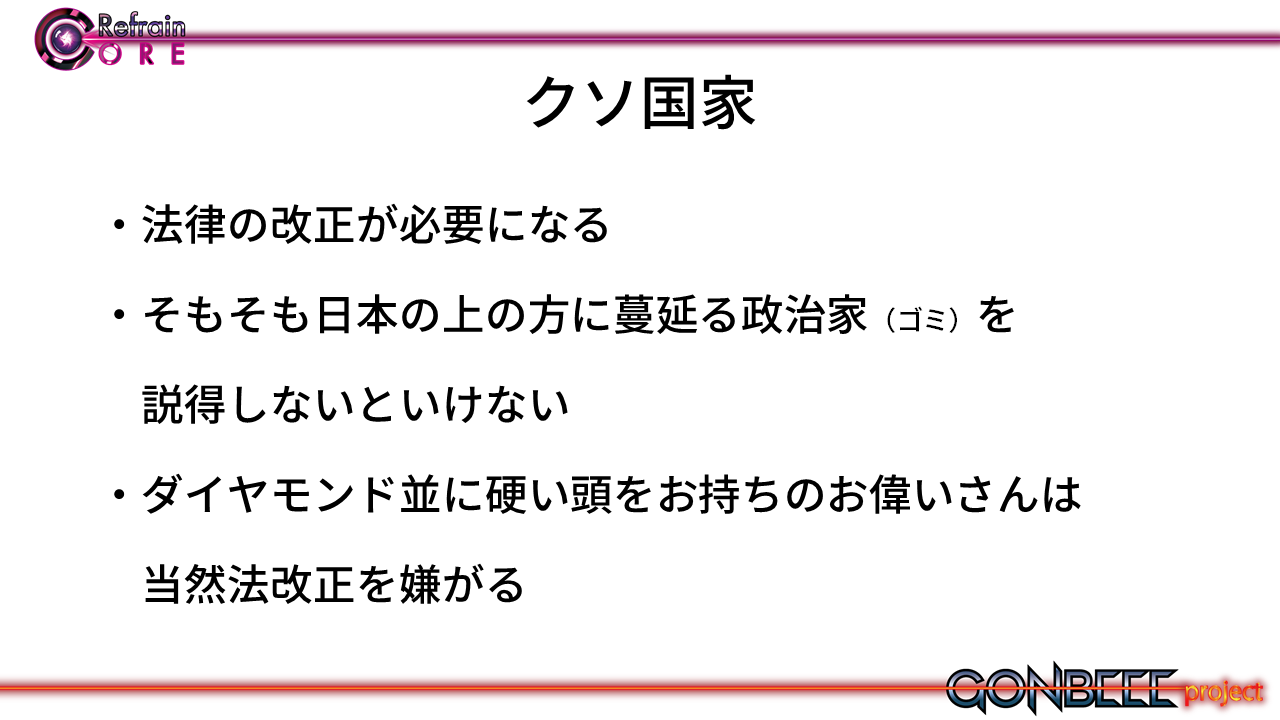 Refrain
CORE
クソ国家
・法律の改正が必要になる
・そもそも日本の上の方に蔓延る政治家（ゴミ）を
説得しないといけない
・ダイヤモンド並に硬い頭をお持ちのお偉いさんは
当然法改正を嫌がる
GONBEEE project